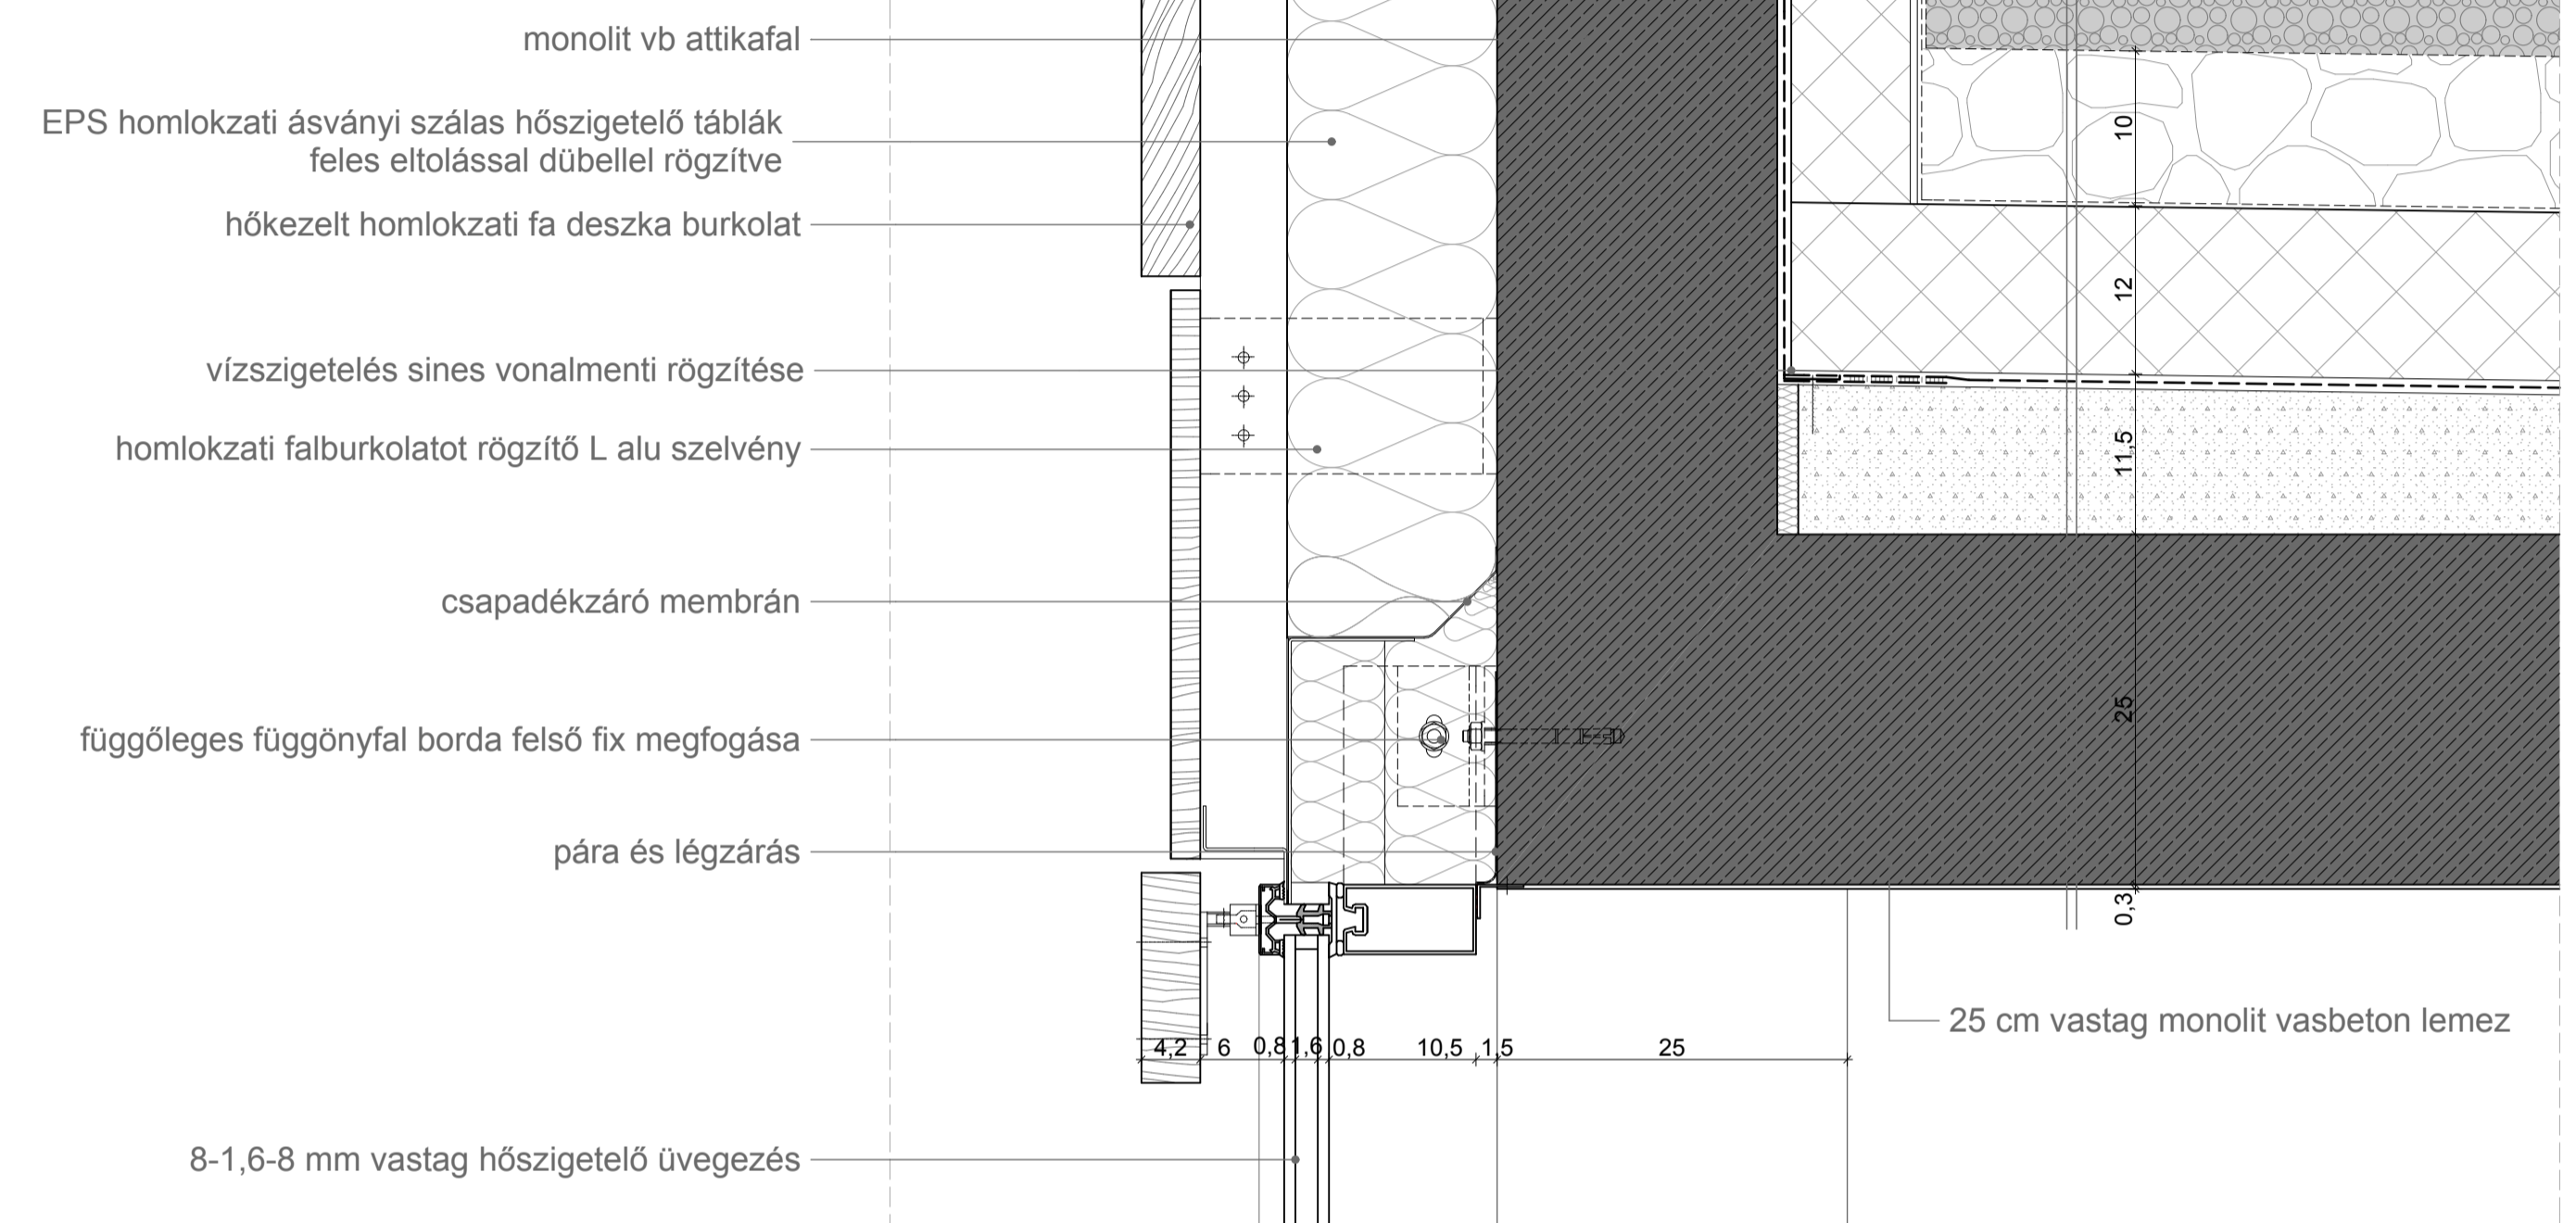 monolit vb attikafal
EPS homlokzati ásványi szálas hőszigetelő táblák
feles eltolással dübellel rögzítve
hőkezelt homlokzati fa deszka burkolat
vízszigetelés sines vonalmenti rögzítése
homlokzati falburkolatot rögzítő L alu szelvény
csapadékzáró membrán
függőleges függönyfal borda felső fix megfogása
pára és légzárás
8-1,6-8 mm vastag hőszigetelő üvegezés
10
12
11,5
25
0,3
25 cm vastag monolit vasbeton lemez
4,2 6 0,8 1,6 0,8 10,5 1,5 25